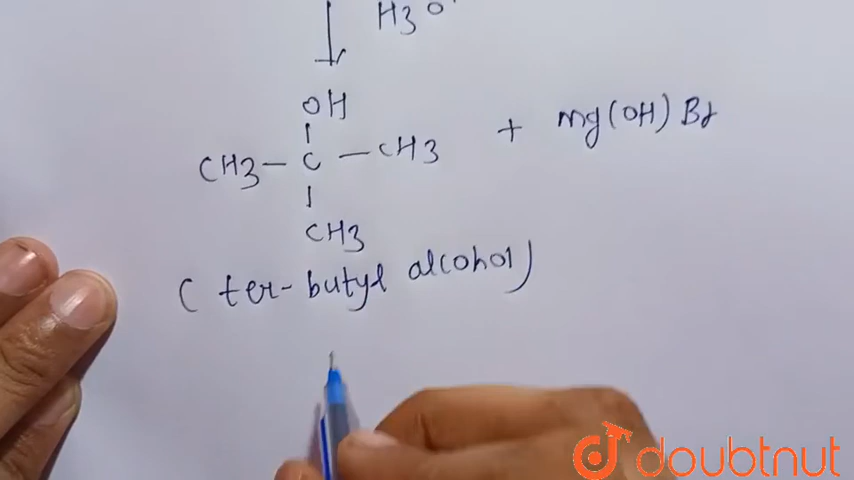 H3O+
OH
CH3 - C - CH3 + Mg(OH)Br
CH3
( ter-butyl alcohol)
doubtnut